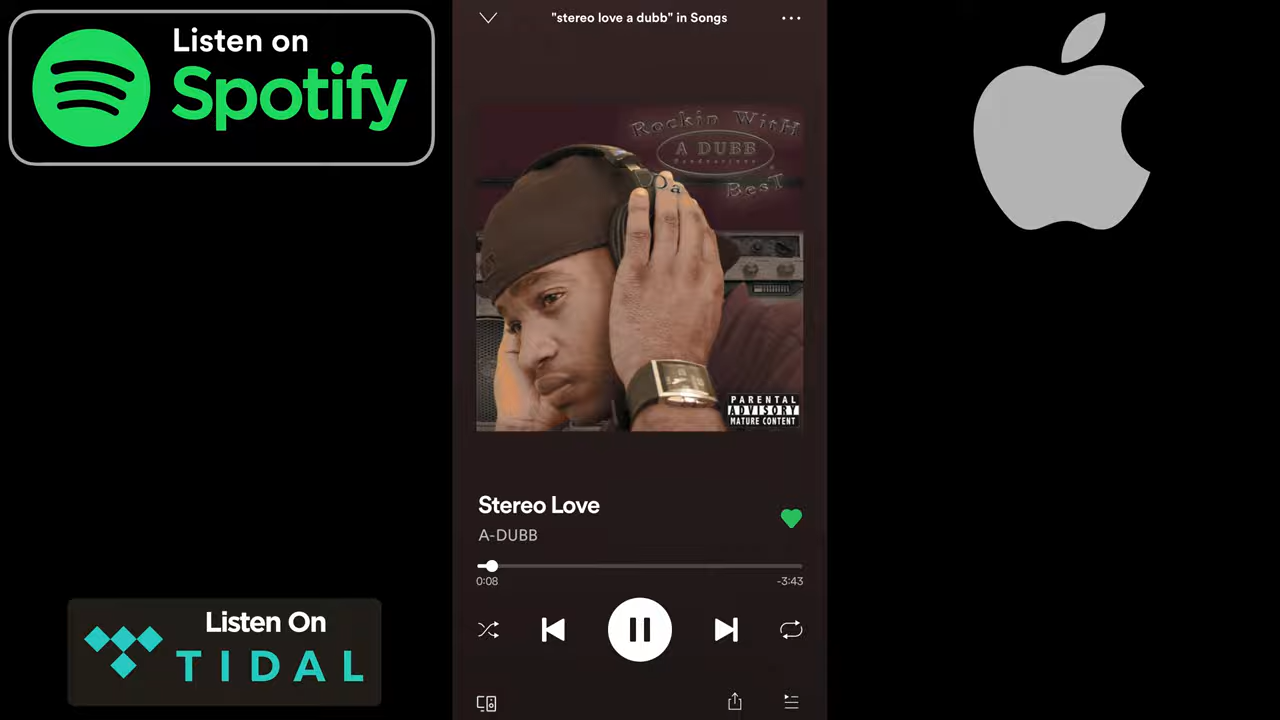 Listen on
Spotify
"stereo love a dubb" in Songs
Rockin WitH
A DUBB
Da BesT
PARENTAL
ADVISORY
MATURE CONTENT
Stereo Love
A-DUBB
0:08
-3:43
Listen On
TIDAL